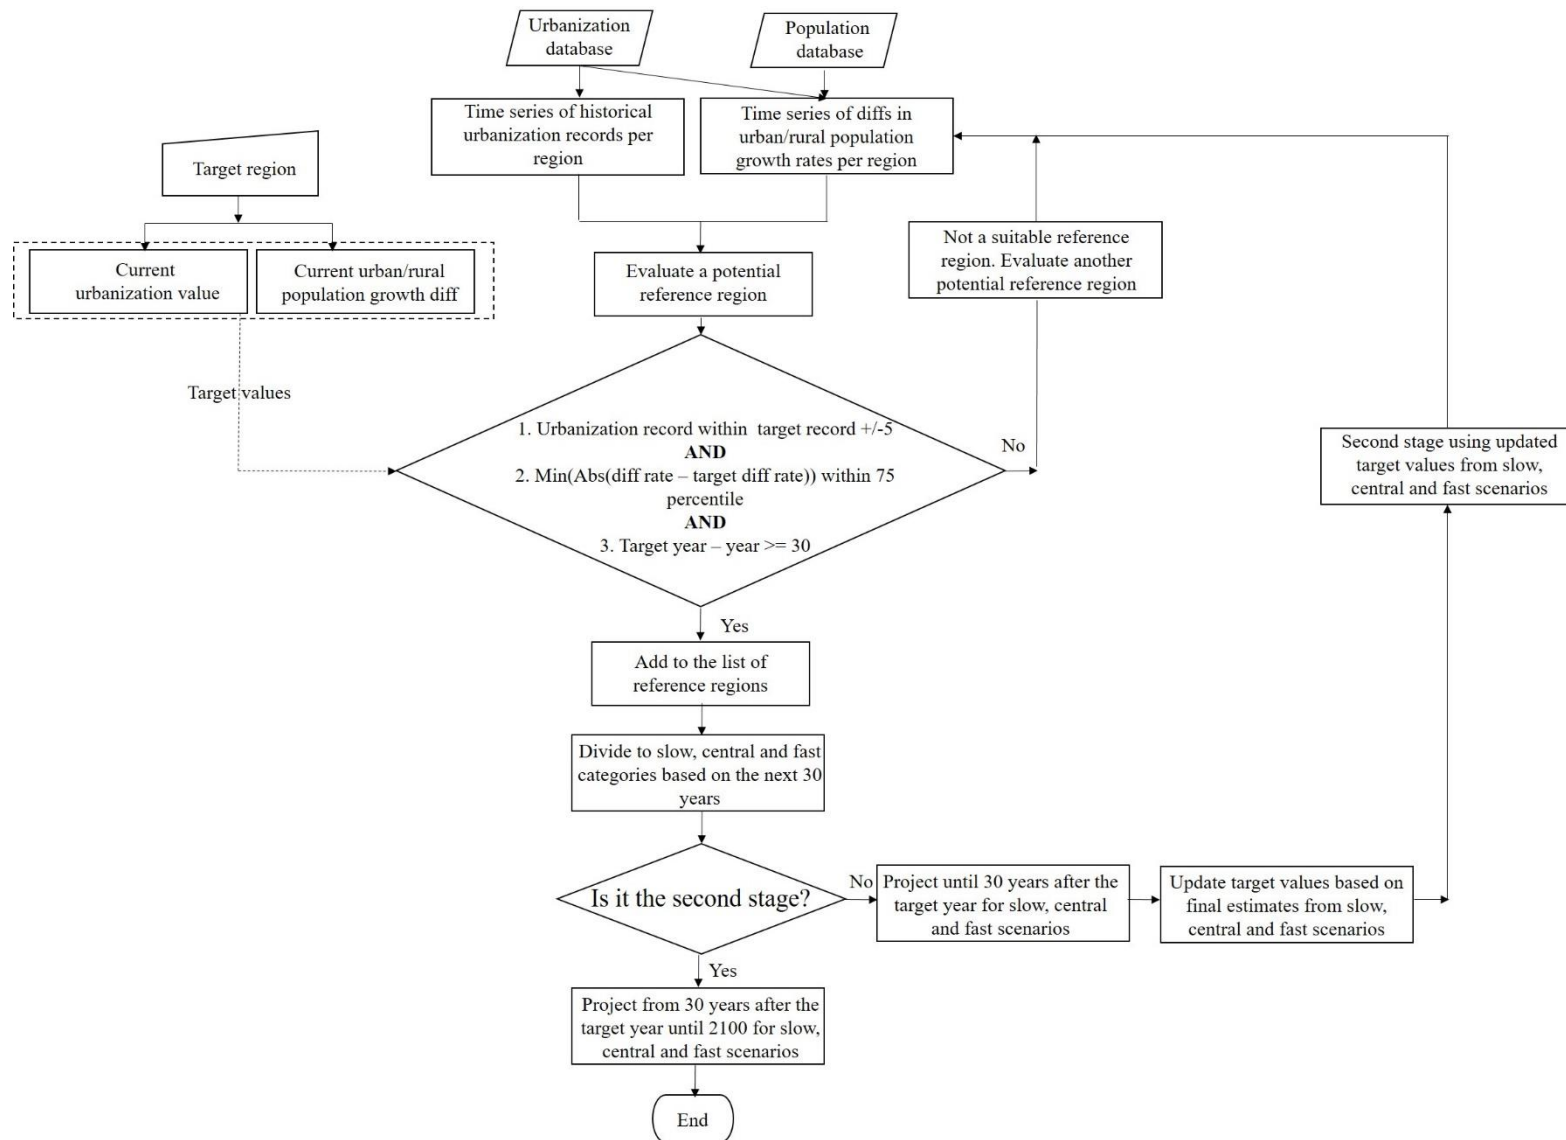 Urbanization
database
Population
database
Time series of historical
urbanization records per
region
Time series of diffs in
urban/rural population
growth rates per region
Target region
Current
urbanization value
Current urban/rural
population growth diff
Evaluate a potential
reference region
Not a suitable reference
region. Evaluate another
potential reference region
Target values
1. Urbanization record within target record +/-5
AND
2. Min(Abs(diff rate – target diff rate)) within 75
percentile
AND
3. Target year – year >= 30
No
Second stage using updated
target values from slow,
central and fast scenarios
Yes
Add to the list of
reference regions
Divide to slow, central and fast
categories based on the next 30
years
Is it the second stage?
No
Project until 30 years after the
target year for slow, central
and fast scenarios
Update target values based on
final estimates from slow,
central and fast scenarios
Yes
Project from 30 years after the
target year until 2100 for slow,
central and fast scenarios
End